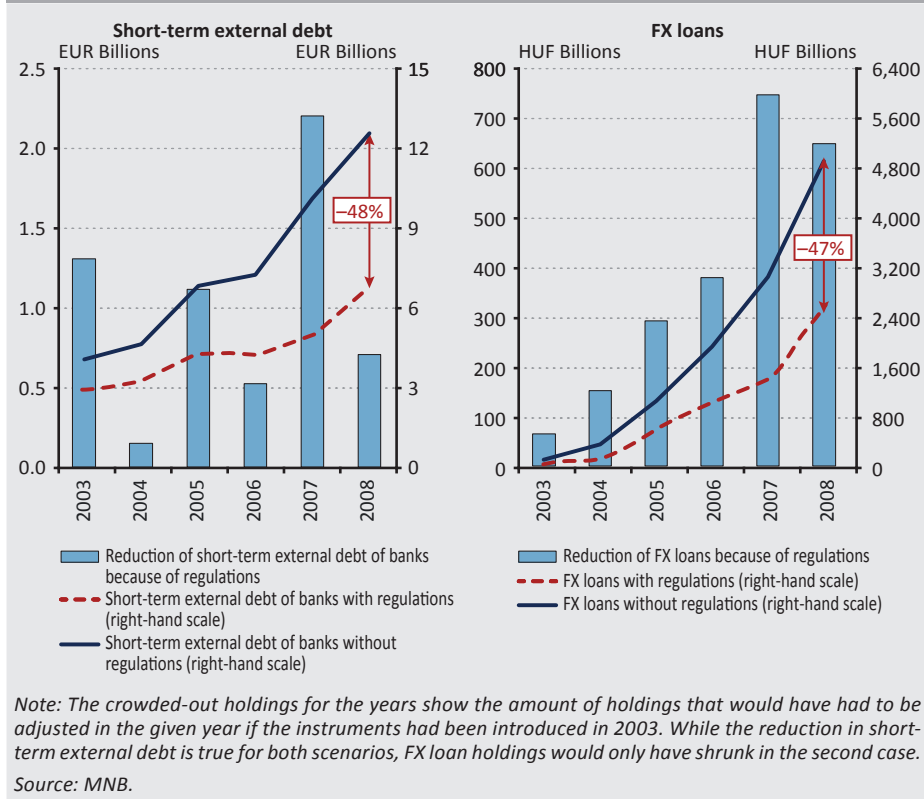 Short-term external debt
EUR Billions
EUR Billions
2.5
2.0
1.5
1.0
0.5
0.0
15
12
9
6
3
0
–48%
2003
2004
2005
2006
2007
2008
Reduction of short-term external debt of banks
because of regulations
Short-term external debt of banks with regulations
(right-hand scale)
Short-term external debt of banks without
regulations (right-hand scale)
FX loans
HUF Billions
HUF Billions
800
700
600
500
400
300
200
100
0
6,400
5,600
4,800
4,000
3,200
2,400
1,600
800
0
–47%
2003
2004
2005
2006
2007
2008
Reduction of FX loans because of regulations
FX loans with regulations (right-hand scale)
FX loans without regulations (right-hand scale)
Note: The crowded-out holdings for the years show the amount of holdings that would have had to be
adjusted in the given year if the instruments had been introduced in 2003. While the reduction in short-
term external debt is true for both scenarios, FX loan holdings would only have shrunk in the second case.
Source: MNB.